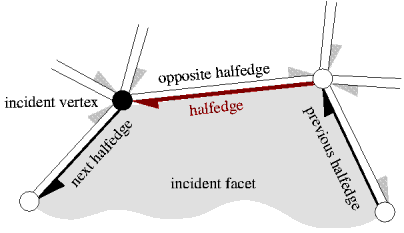 opposite halfedge
incident vertex
halfedge
next halfedge
previous halfedge
incident facet